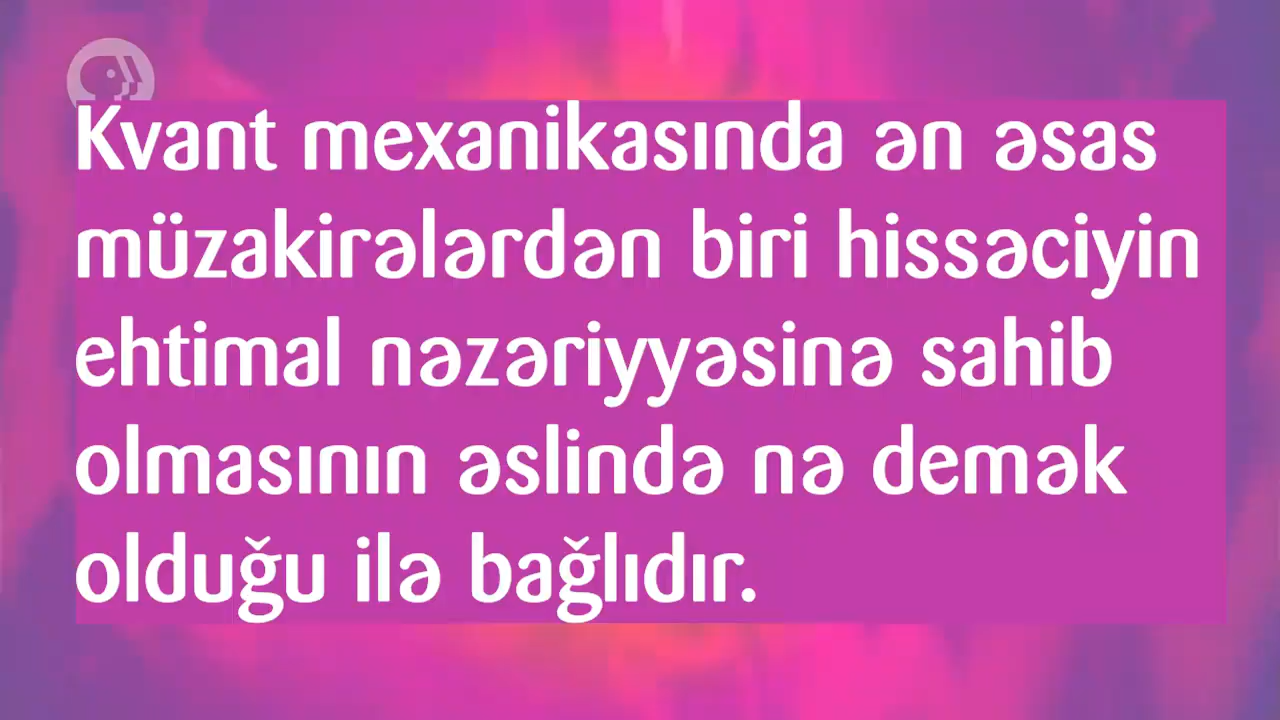 Kvant mexanikasında ən əsas
müzakirələrdən biri hissəciyin
ehtimal nəzəriyyəsinə sahib
olmasının əslində nə demək
olduğu ilə bağlıdır.